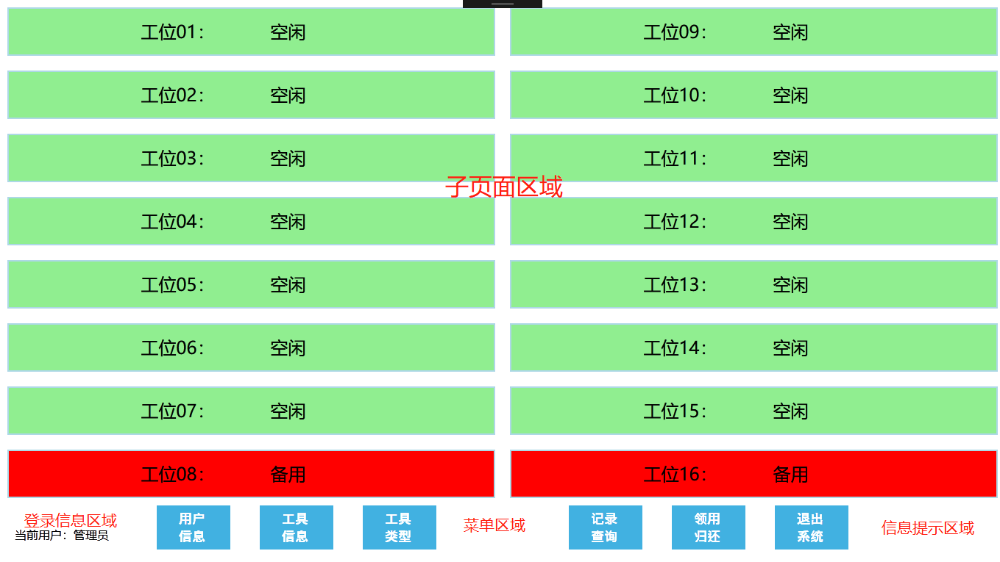 工位01： 空闲
工位09： 空闲
工位02： 空闲
工位10： 空闲
工位03： 空闲
工位11： 空闲
子页面区域
工位04： 空闲
工位12： 空闲
工位05： 空闲
工位13： 空闲
工位06： 空闲
工位14： 空闲
工位07： 空闲
工位15： 空闲
工位08： 备用
工位16： 备用
登录信息区域
当前用户：管理员
用户
信息
工具
信息
工具
类型
菜单区域
记录
查询
领用
归还
退出
系统
信息提示区域